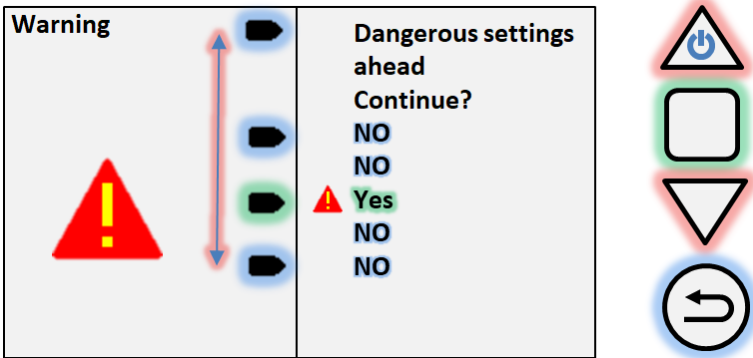 Warning
Dangerous settings
ahead
Continue?
NO
NO
Yes
NO
NO